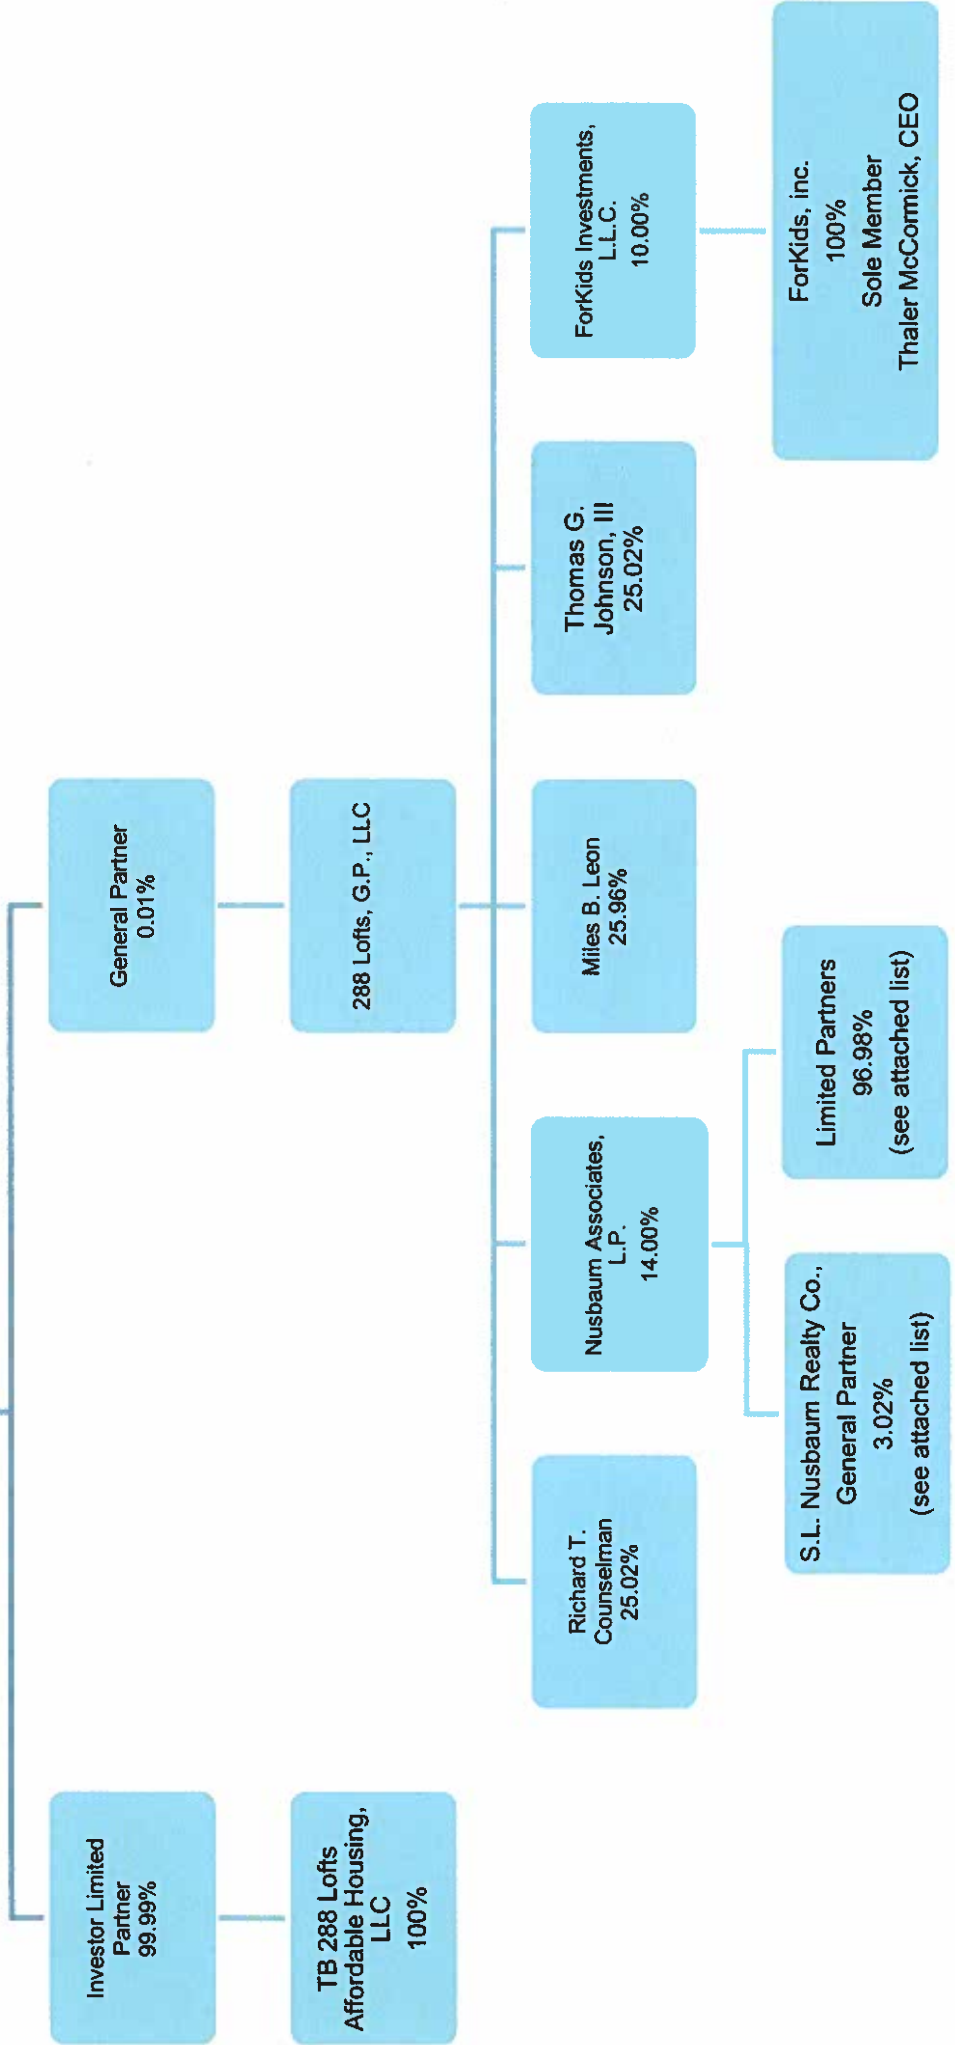 Investor Limited
Partner
99.99%
General Partner
0.01%
TB 288 Lofts
Affordable Housing,
LLC
100%
288 Lofts, G.P., LLC
Richard T.
Counselman
25.02%
Nusbaum Associates,
L.P.
14.00%
Miles B. Leon
25.96%
Thomas G.
Johnson, III
25.02%
ForKids Investments,
L.L.C.
10.00%
S.L. Nusbaum Realty Co.,
General Partner
3.02%
(see attached list)
Limited Partners
96.98%
(see attached list)
ForKids, inc.
100%
Sole Member
Thaler McCormick, CEO